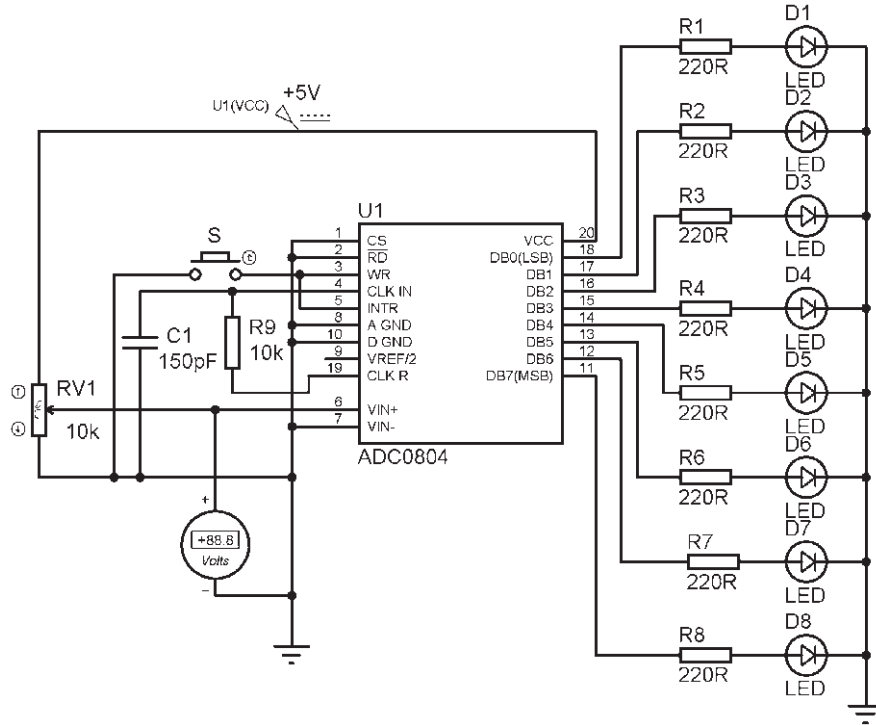 +5V
U1(VCC)
S
C1
150pF
R9
10k
RV1
10k
+88.8
Volts
+
−
U1
1 CS
2 RD
3 WR
4 CLK IN
5 INTR
8 A GND
10 D GND
9 VREF/2
19 CLK R
6 VIN+
7 VIN-
VCC 20
DB0(LSB) 18
DB1 17
DB2 16
DB3 15
DB4 14
DB5 13
DB6 12
DB7(MSB) 11
ADC0804
R1
220R
D1
LED
R2
220R
D2
LED
R3
220R
D3
LED
R4
220R
D4
LED
R5
220R
D5
LED
R6
220R
D6
LED
R7
220R
D7
LED
R8
220R
D8
LED